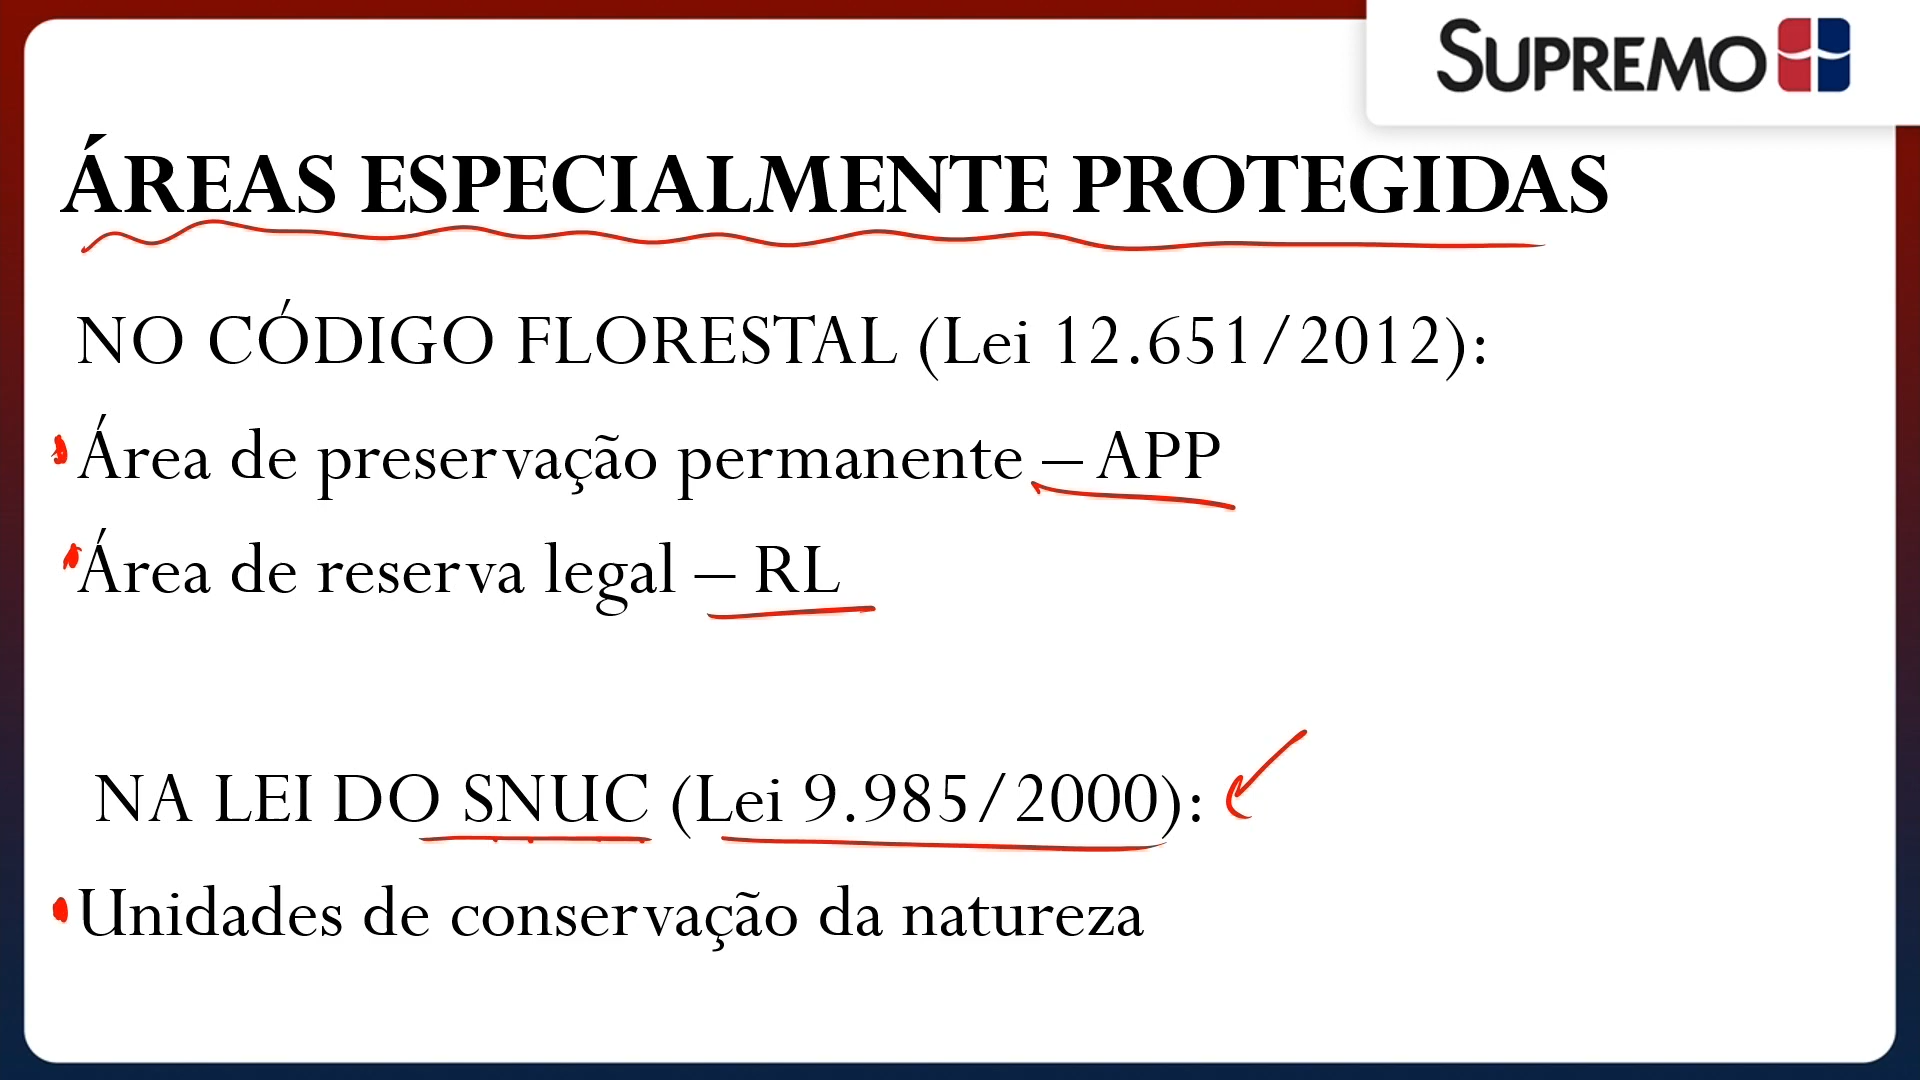 SUPREMO
ÁREAS ESPECIALMENTE PROTEGIDAS
NO CÓDIGO FLORESTAL (Lei 12.651/2012):
Área de preservação permanente – APP
Área de reserva legal – RL
NA LEI DO SNUC (Lei 9.985/2000):
Unidades de conservação da natureza